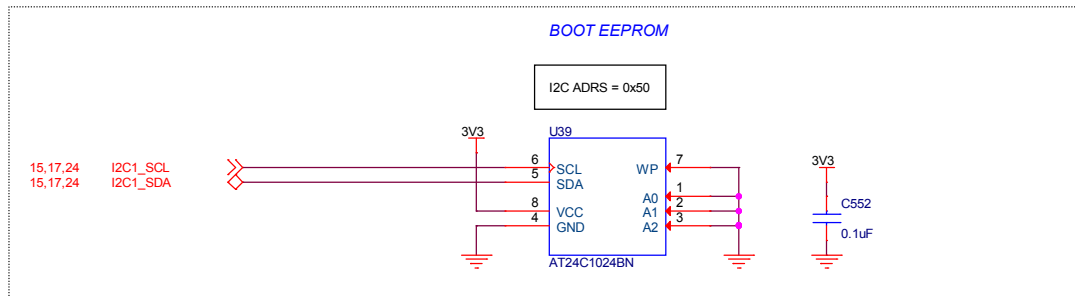 BOOT EEPROM
I2C ADRS = 0x50
3V3
U39
15,17,24 I2C1_SCL
6
SCL
WP
7
3V3
15,17,24 I2C1_SDA
5
SDA
A0
1
C552
8
VCC
A1
2
4
GND
A2
3
0.1uF
AT24C1024BN